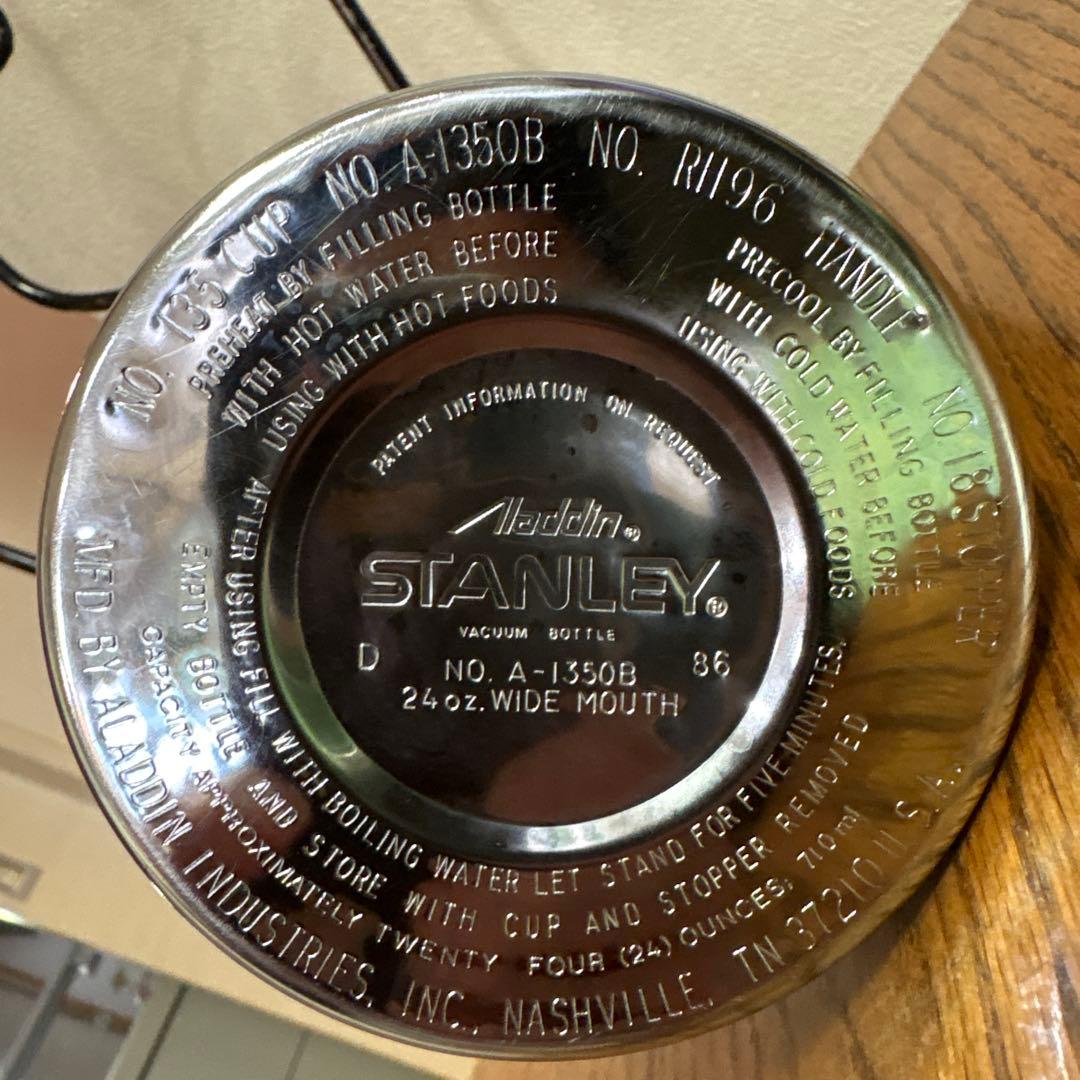 NO. 135 CUP NO. A-1350B NO. RH96 HANDLE NO 18 STOPPER
PREHEAT BY FILLING BOTTLE
WITH HOT WATER BEFORE
USING WITH HOT FOODS
PRECOOL BY FILLING BOTTLE
WITH COLD WATER BEFORE
USING WITH COLD FOODS
PATENT INFORMATION ON REQUEST
Aladdin®
STANLEY®
VACUUM BOTTLE
D 86
NO. A-1350B
24 oz. WIDE MOUTH
AFTER USING FILL WITH BOILING WATER LET STAND FOR FIVE MINUTES.
EMPTY BOTTLE AND STORE WITH CUP AND STOPPER REMOVED
CAPACITY APPROXIMATELY TWENTY FOUR (24) OUNCES, 710 ml
MFD. BY ALADDIN INDUSTRIES, INC., NASHVILLE, TN 37210 U.S.A.